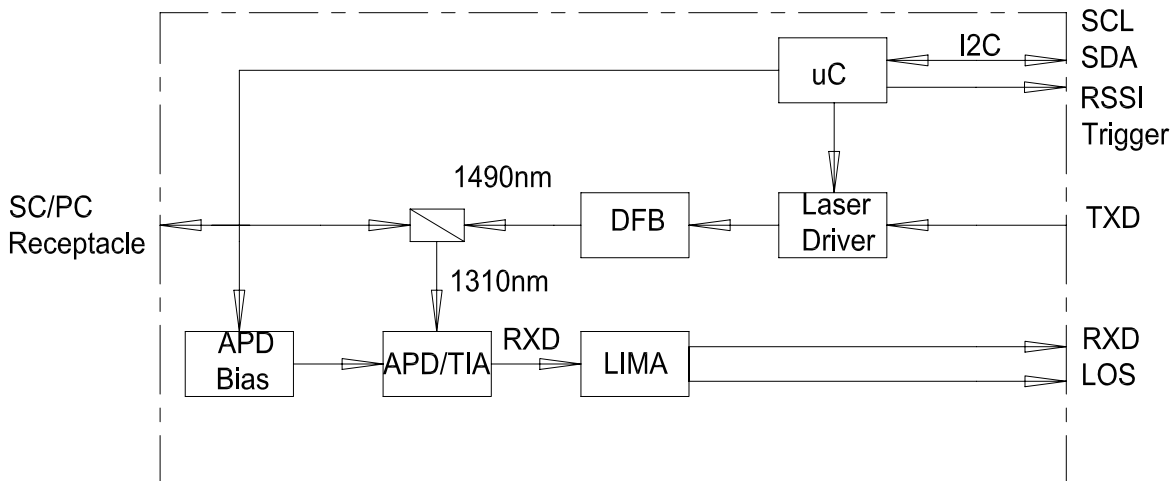 SCL
I2C
SDA
uC
RSSI
Trigger
1490nm
SC/PC
Receptacle
DFB
Laser
Driver
TXD
1310nm
APD
Bias
APD/TIA
RXD
LIMA
RXD
LOS